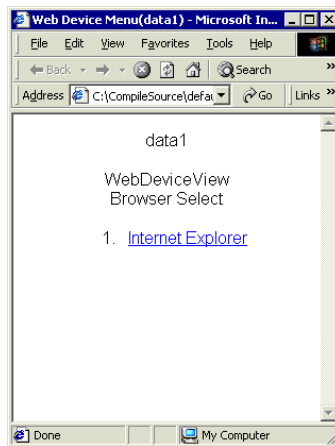 Web Device Menu(data1) - Microsoft In...
File Edit View Favorites Tools Help
Back Search »
Address C:\CompileSource\defau Go Links »
data1
WebDeviceView
Browser Select
1. Internet Explorer
Done My Computer